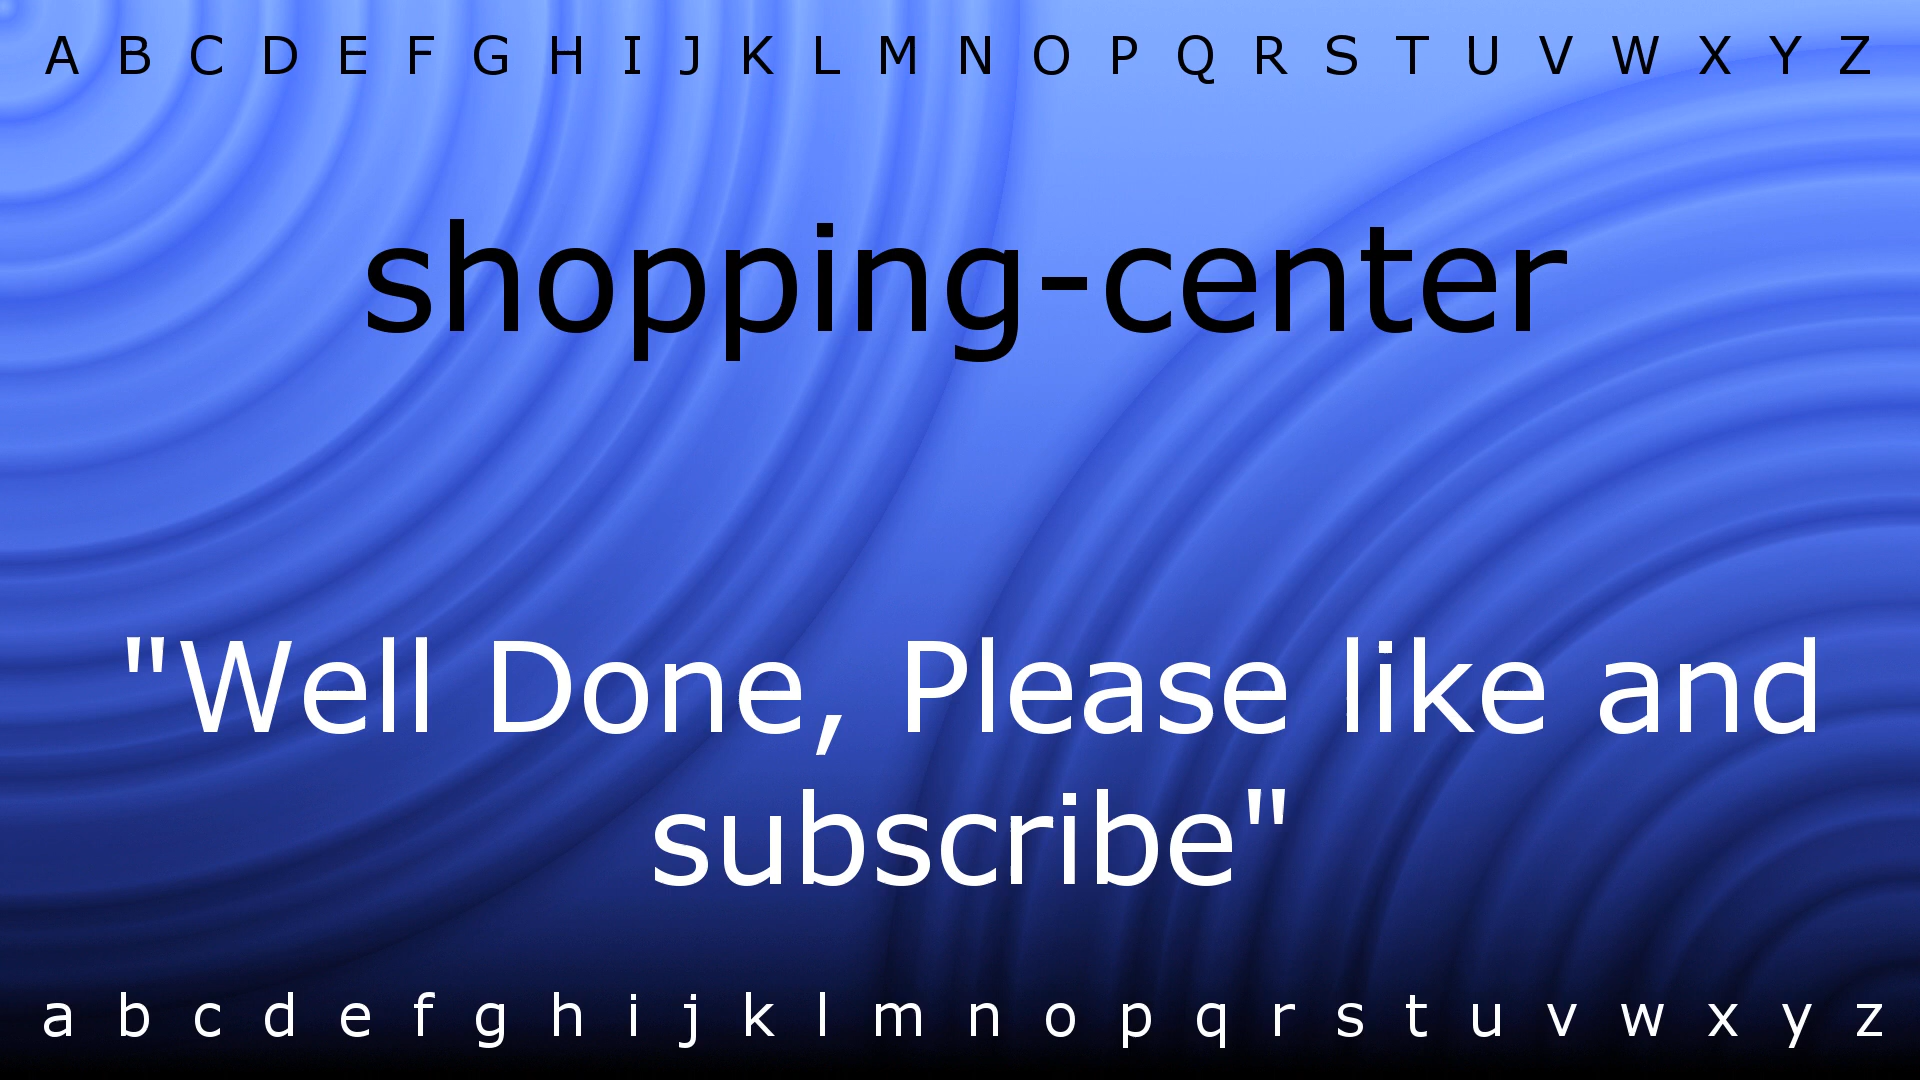 A B C D E F G H I J K L M N O P Q R S T U V W X Y Z
shopping-center
"Well Done, Please like and
subscribe"
a b c d e f g h i j k l m n o p q r s t u v w x y z